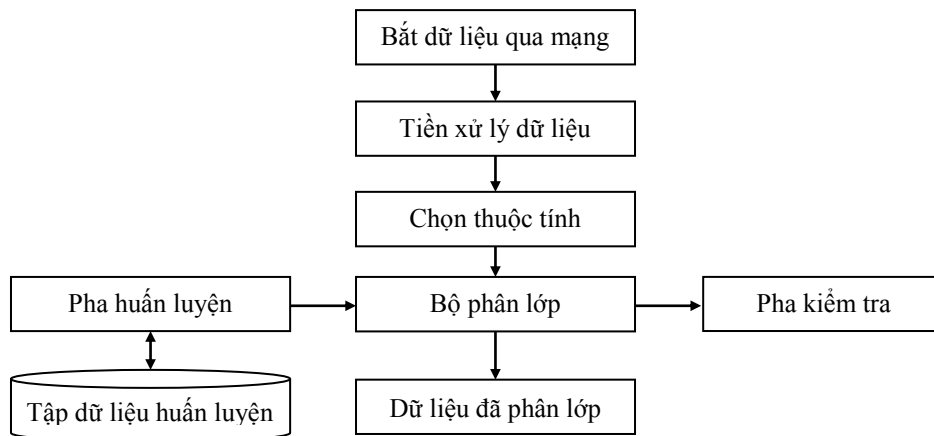 Bắt dữ liệu qua mạng
Tiền xử lý dữ liệu
Chọn thuộc tính
Pha huấn luyện
Bộ phân lớp
Pha kiểm tra
Tập dữ liệu huấn luyện
Dữ liệu đã phân lớp